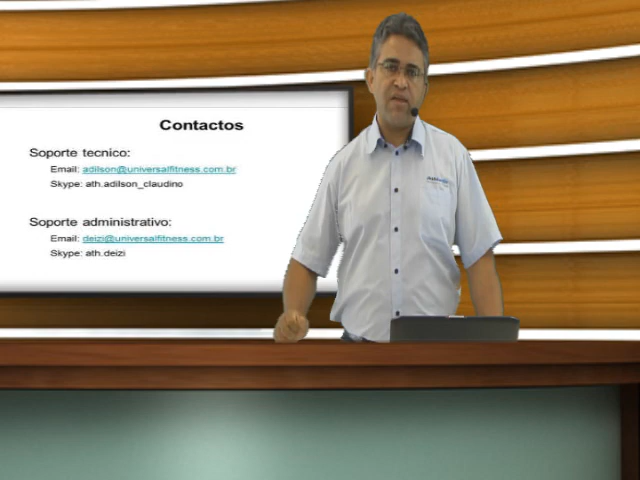 Contactos
Soporte tecnico:
Email: adilson@universalfitness.com.br
Skype: ath.adilson_claudino
Soporte administrativo:
Email: deizi@universalfitness.com.br
Skype: ath.deizi